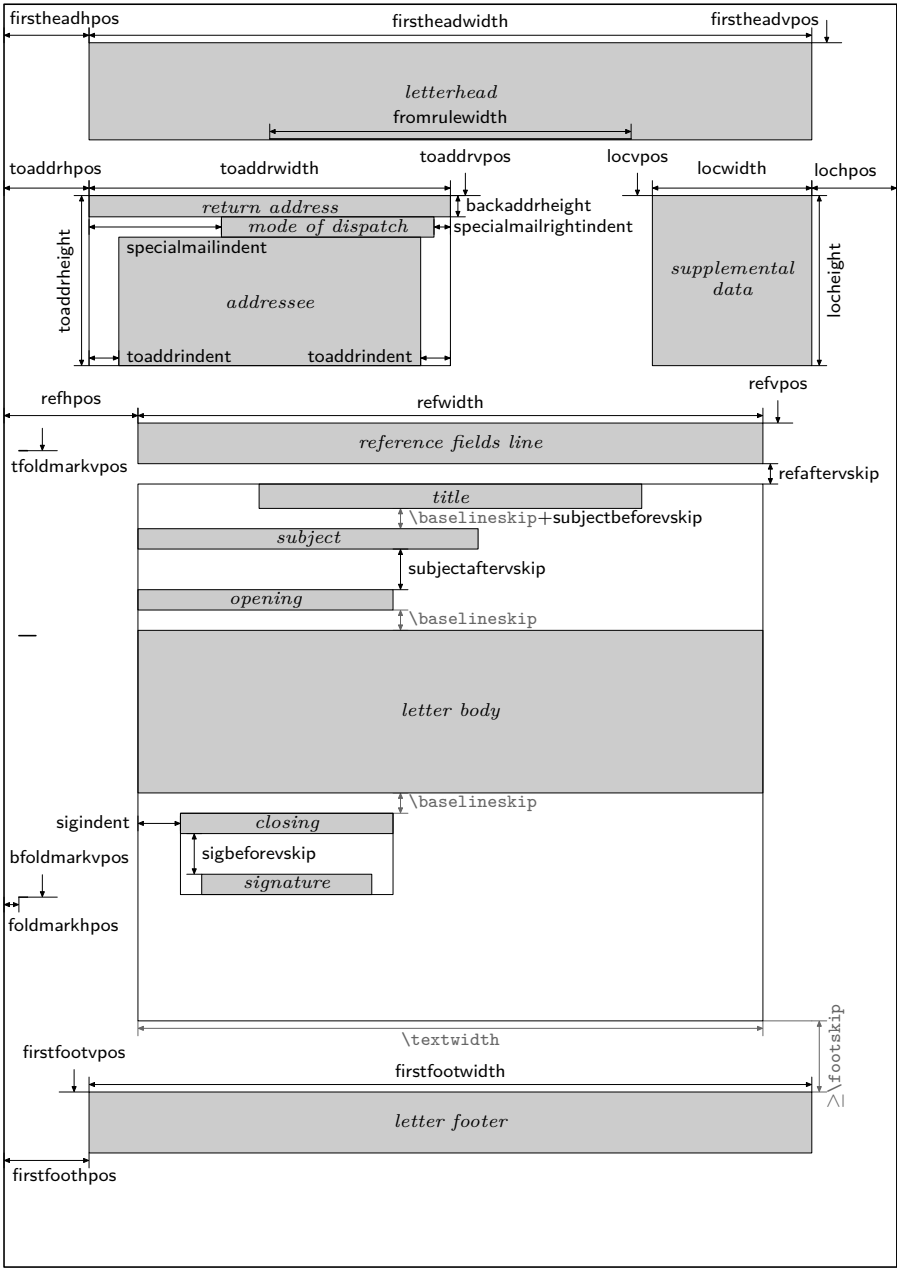 firstheadhpos
firstheadwidth
firstheadvpos
letterhead
fromrulewidth
toaddrhpos
toaddrwidth
toaddrvpos
locvpos
locwidth
lochpos
return address
backaddrheight
mode of dispatch
specialmailrightindent
specialmailindent
toaddrheight
addressee
supplemental
data
locheight
toaddrindent
toaddrindent
refhpos
refwidth
refvpos
reference fields line
tfoldmarkvpos
refaftervskip
title
\baselineskip+subjectbeforevskip
subject
subjectaftervskip
opening
\baselineskip
letter body
\baselineskip
sigindent
closing
sigbeforevskip
bfoldmarkvpos
signature
foldmarkhpos
\textwidth
≥\footskip
firstfootvpos
firstfootwidth
letter footer
firstfoothpos